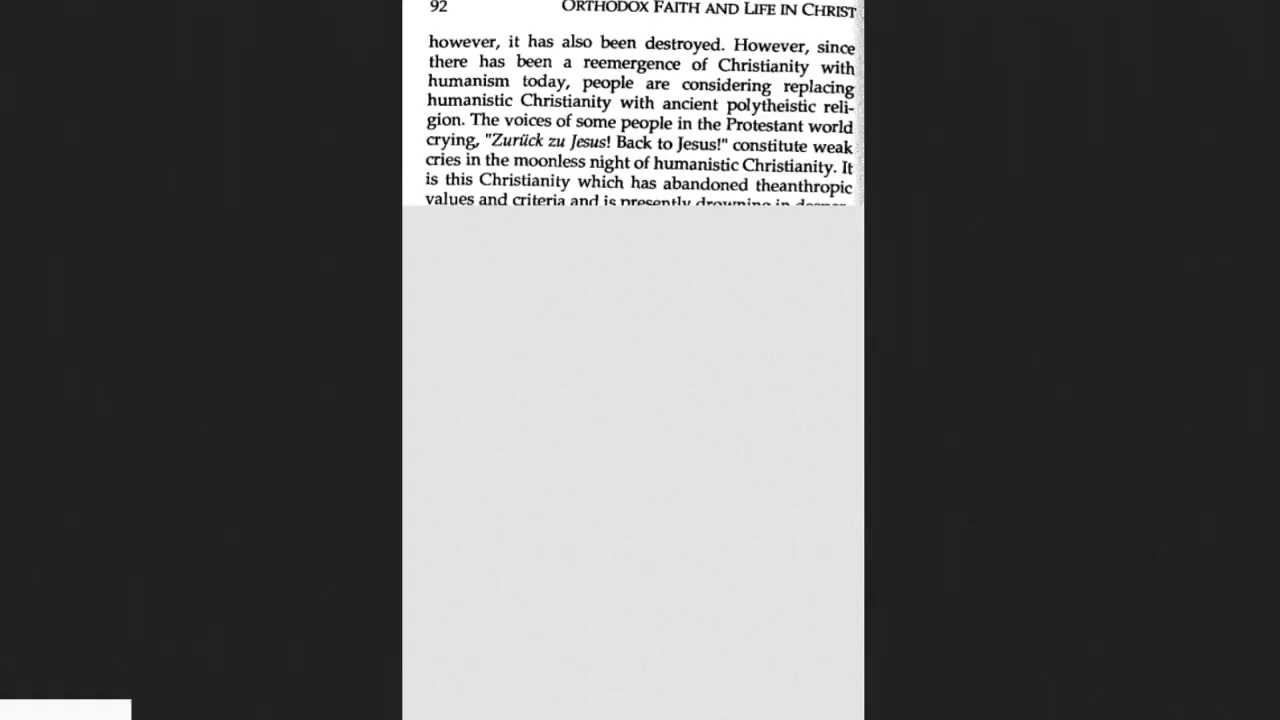 92 ORTHODOX FAITH AND LIFE IN CHRIST
however, it has also been destroyed. However, since
there has been a reemergence of Christianity with
humanism today, people are considering replacing
humanistic Christianity with ancient polytheistic reli-
gion. The voices of some people in the Protestant world
crying, "Zurück zu Jesus! Back to Jesus!" constitute weak
cries in the moonless night of humanistic Christianity. It
is this Christianity which has abandoned theanthropic
values and criteria and is presently drowning in